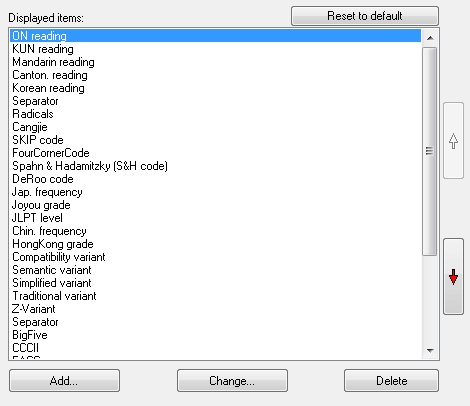 Displayed items:
Reset to default
ON reading
KUN reading
Mandarin reading
Canton. reading
Korean reading
Separator
Radicals
Cangjie
SKIP code
FourCornerCode
Spahn & Hadamitzky (S&H code)
DeRoo code
Jap. frequency
Joyou grade
JLPT level
Chin. frequency
HongKong grade
Compatibility variant
Semantic variant
Simplified variant
Traditional variant
Z-Variant
Separator
BigFive
CCCII
Add...
Change...
Delete